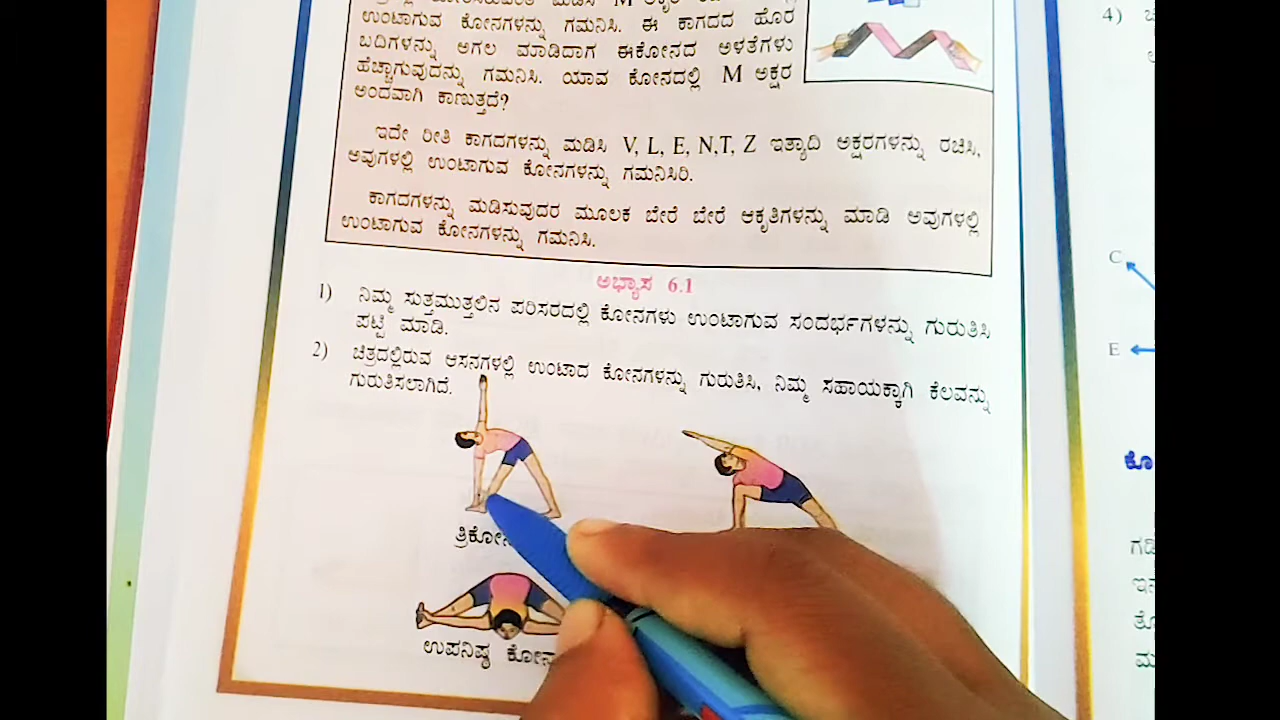 ಉಂಟಾಗುವ ಕೋನಗಳನ್ನು ಗಮನಿಸಿ. ಈ ಕಾಗದದ ಹೊರ
ಬದಿಗಳನ್ನು ಅಗಲ ಮಾಡಿದಾಗ ಈಕೋನದ ಅಳತೆಗಳು
ಹೆಚ್ಚಾಗುವುದನ್ನು ಗಮನಿಸಿ. ಯಾವ ಕೋನದಲ್ಲಿ M ಅಕ್ಷರ
ಅಂದವಾಗಿ ಕಾಣುತ್ತದೆ?
ಇದೇ ರೀತಿ ಕಾಗದಗಳನ್ನು ಮಡಿಸಿ V, L, E, N,T, Z ಇತ್ಯಾದಿ ಅಕ್ಷರಗಳನ್ನು ರಚಿಸಿ,
ಅವುಗಳಲ್ಲಿ ಉಂಟಾಗುವ ಕೋನಗಳನ್ನು ಗಮನಿಸಿರಿ.
ಕಾಗದಗಳನ್ನು ಮಡಿಸುವುದರ ಮೂಲಕ ಬೇರೆ ಬೇರೆ ಆಕೃತಿಗಳನ್ನು ಮಾಡಿ ಅವುಗಳಲ್ಲಿ
ಉಂಟಾಗುವ ಕೋನಗಳನ್ನು ಗಮನಿಸಿ.
ಅಭ್ಯಾಸ 6.1
1) ನಿಮ್ಮ ಸುತ್ತಮುತ್ತಲಿನ ಪರಿಸರದಲ್ಲಿ ಕೋನಗಳು ಉಂಟಾಗುವ ಸಂದರ್ಭಗಳನ್ನು ಗುರುತಿಸಿ
ಪಟ್ಟಿ ಮಾಡಿ.
2) ಚಿತ್ರದಲ್ಲಿರುವ ಆಸನಗಳಲ್ಲಿ ಉಂಟಾದ ಕೋನಗಳನ್ನು ಗುರುತಿಸಿ, ನಿಮ್ಮ ಸಹಾಯಕ್ಕಾಗಿ ಕೆಲವನ್ನು
ಗುರುತಿಸಲಾಗಿದೆ.
ಉಪನಿಷ್ಠ
4)
C
E